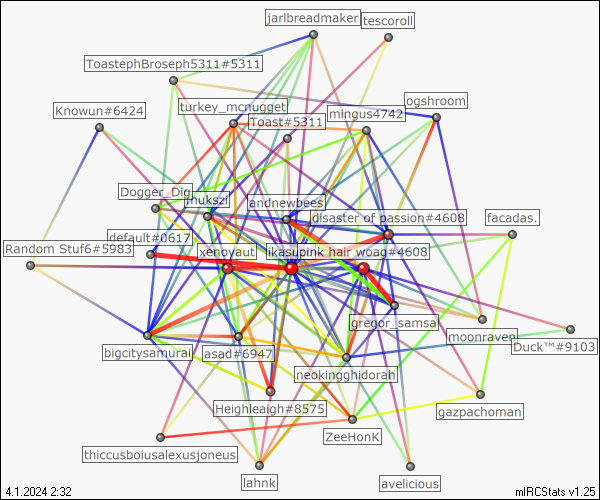 jarlbreadmaker
tescoroll
ToastephBroseph5311#5311
ogshroom
turkey_mcnugget
Knowun#6424
mingus4742
Toast#5311
Dogger_Dig
mukszi
andnewbees
disaster of passion#4608
facadas.
default#0617
Random Stuf6#5983
xenoyaut
pink hair woag#4608
gregor_samsa
moonraven
Duck™#9103
bigcitysamurai
asad#6947
neokingghidorah
Heighleaigh#8575
gazpachoman
ZeeHonK
thiccusboiusalexusjoneus
lahnk
avelicious
4.1.2024 2:32
mIRCStats v1.25